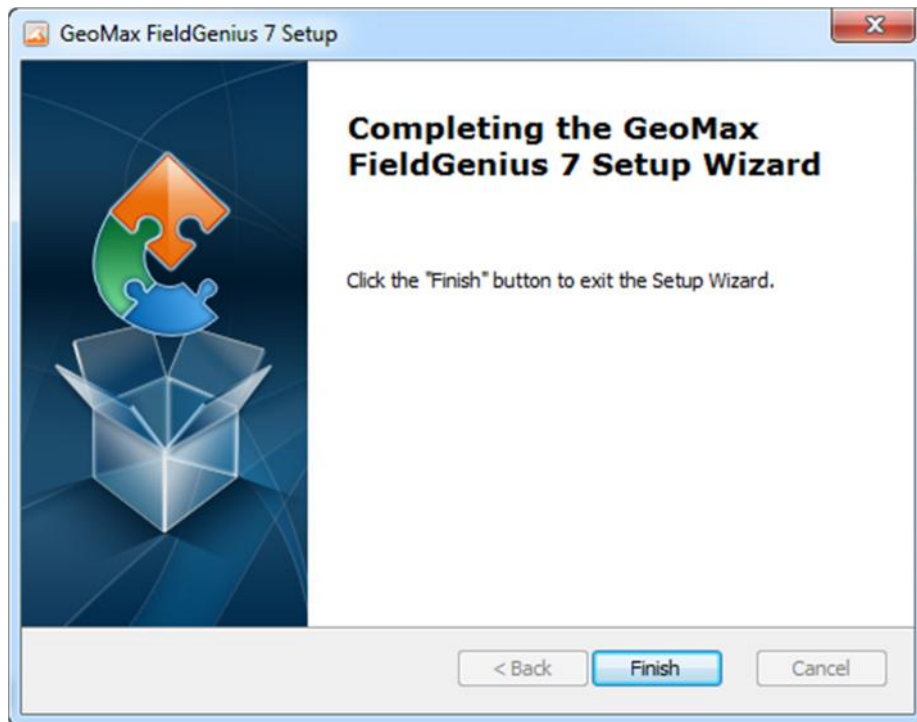 GeoMax FieldGenius 7 Setup
Completing the GeoMax
FieldGenius 7 Setup Wizard
Click the "Finish" button to exit the Setup Wizard.
< Back
Finish
Cancel